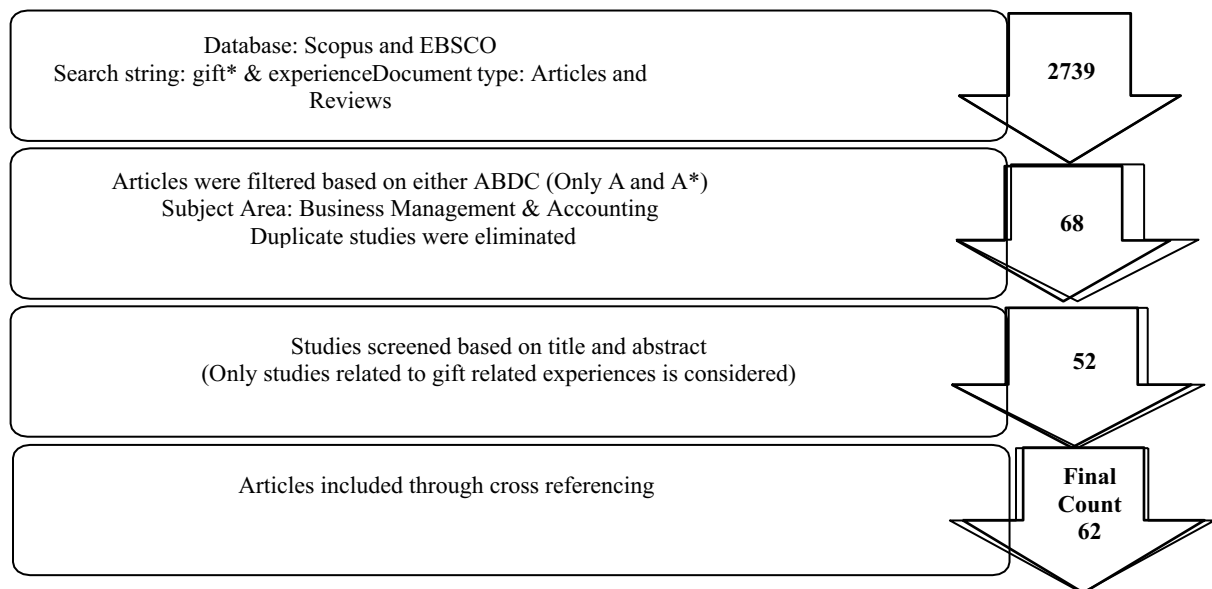 Database: Scopus and EBSCO
Search string: gift* & experienceDocument type: Articles and
Reviews
2739
Articles were filtered based on either ABDC (Only A and A*)
Subject Area: Business Management & Accounting
Duplicate studies were eliminated
68
Studies screened based on title and abstract
(Only studies related to gift related experiences is considered)
52
Articles included through cross referencing
Final
Count
62